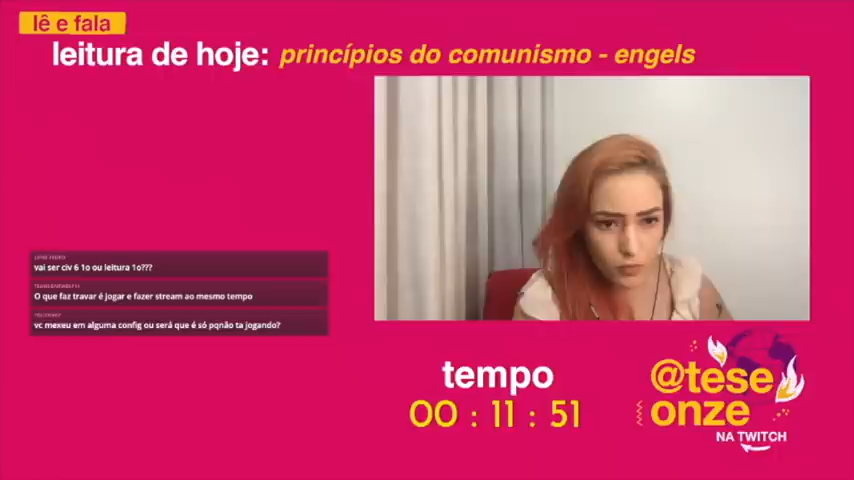 lê e fala
leitura de hoje: princípios do comunismo - engels
vai ser civ 6 1o ou leitura 1o???
O que faz travar é jogar e fazer stream ao mesmo tempo
vc mexeu em alguma config ou será que é só pqnão ta jogando?
tempo
00 : 11 : 51
@tese
onze
NA TWITCH